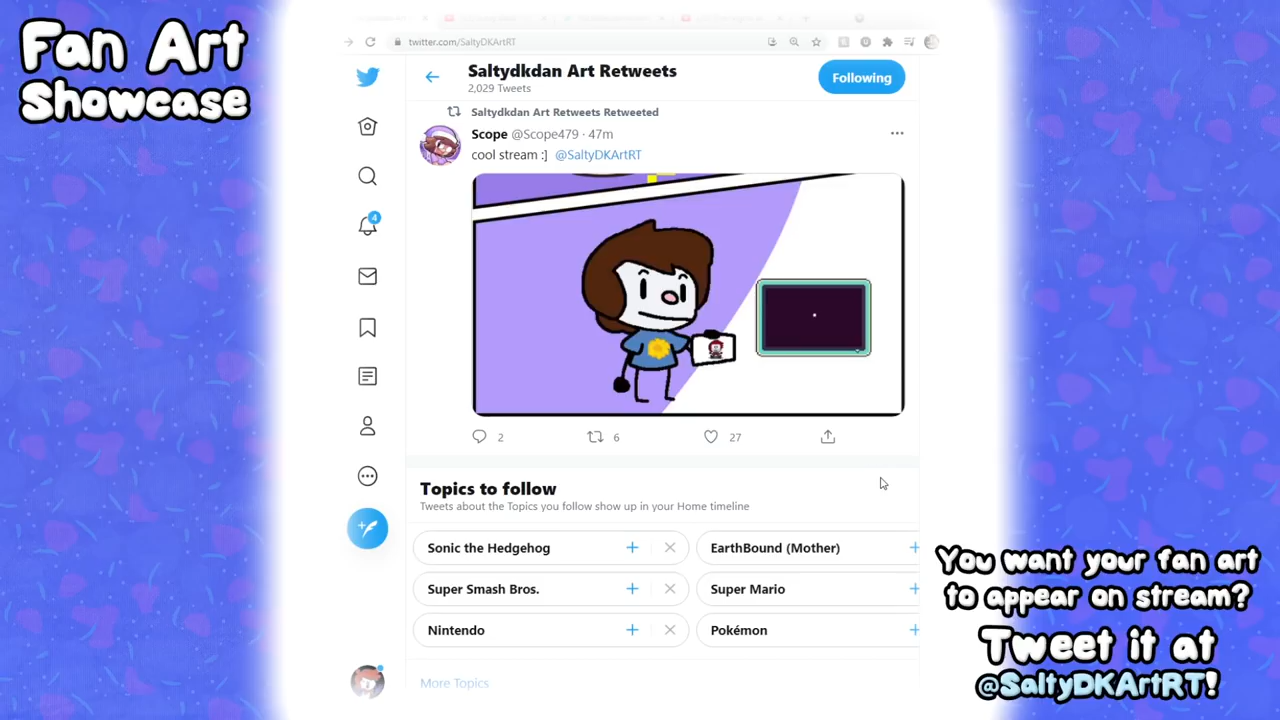 Fan Art
Showcase
twitter.com/SaltyDKArtRT
Saltydkdan Art Retweets
2,029 Tweets
Following
Saltydkdan Art Retweets Retweeted
Scope @Scope479 · 47m
cool stream :] @SaltyDKArtRT
4
2
6
27
Topics to follow
Tweets about the Topics you follow show up in your Home timeline
Sonic the Hedgehog
EarthBound (Mother)
Super Smash Bros.
Super Mario
Nintendo
Pokémon
More Topics
You want your fan art
to appear on stream?
Tweet it at
@SaltyDKArtRT!